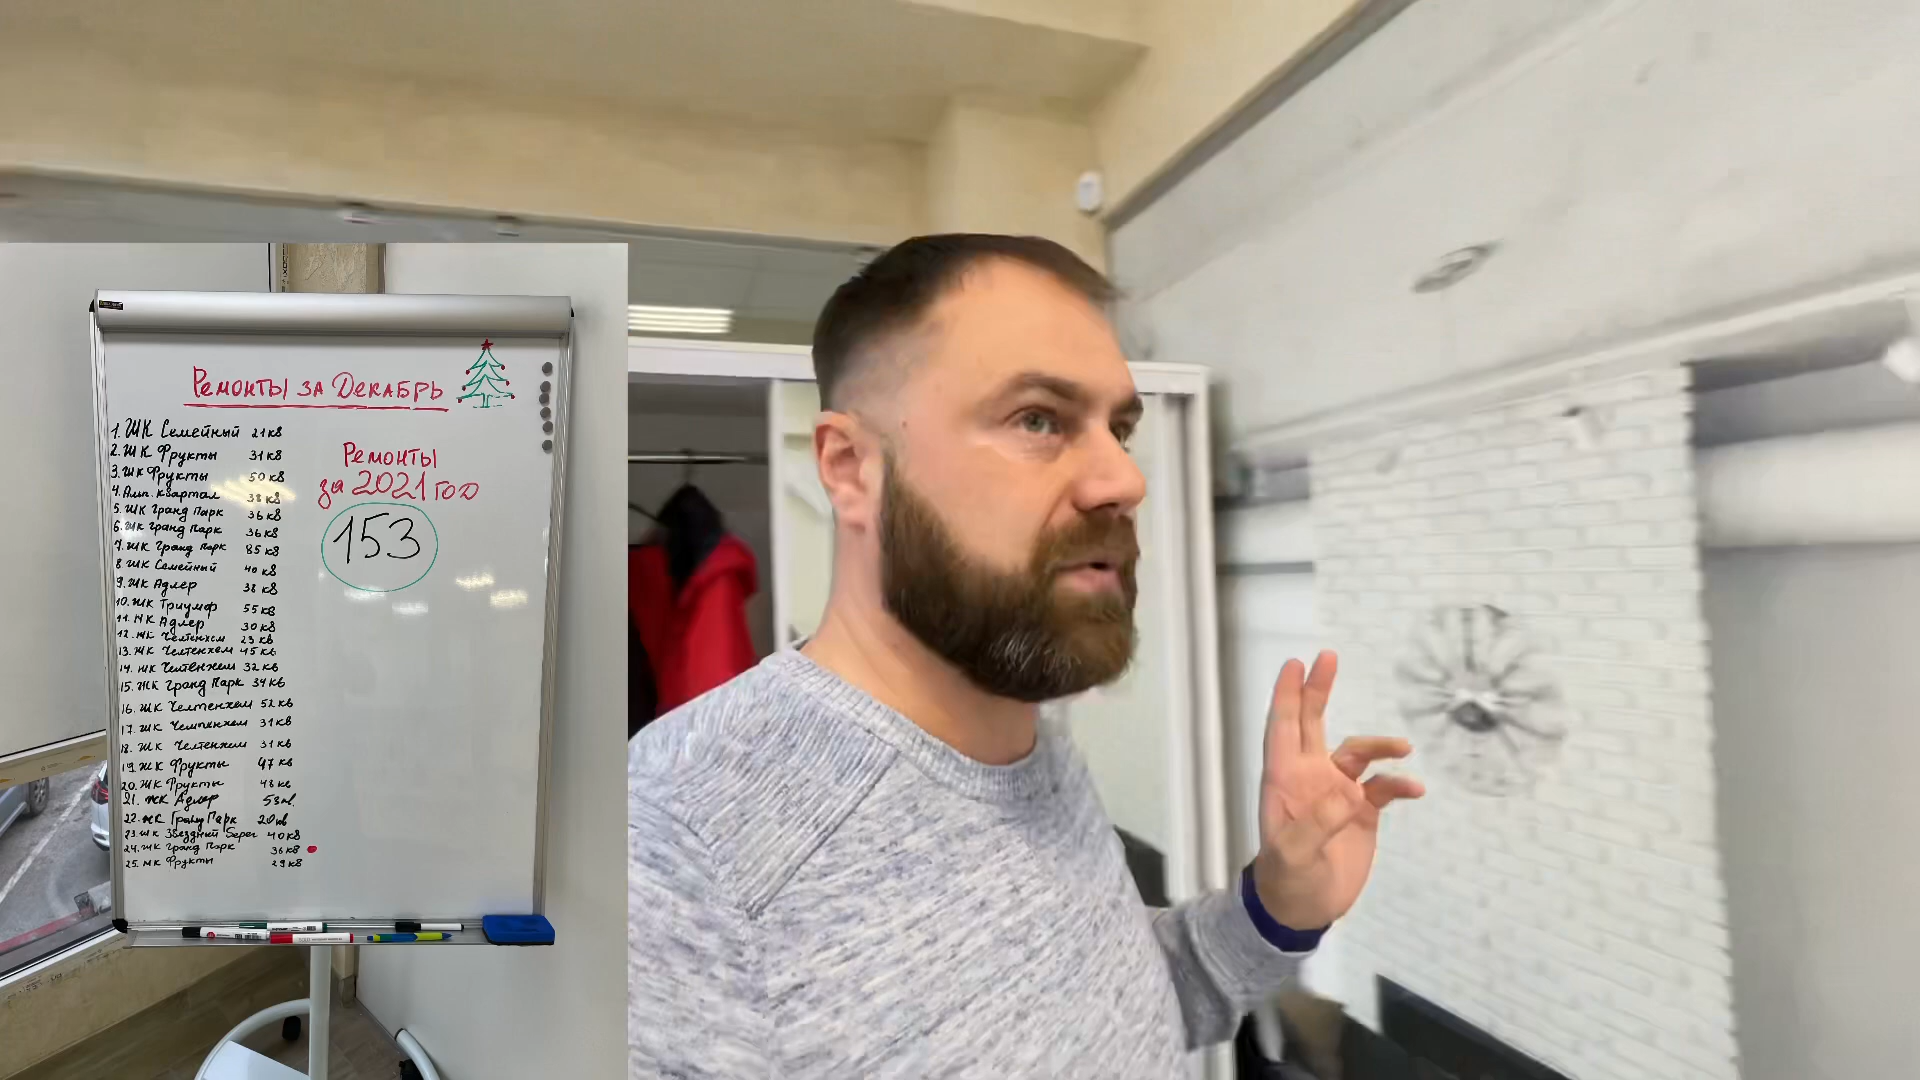 Ремонты за Декабрь
1. ЖК Семейный 21 кв
2. ЖК Фрукты 31 кв
3. ЖК Фрукты 50 кв
4. Алп. квартал 38 кв
5. ЖК Гранд Парк 36 кв
6. ЖК Гранд Парк 36 кв
7. ЖК Гранд Парк 85 кв
8 ЖК Семейный 40 кв
9. ЖК Адлер 38 кв
10. ЖК Триумф 55 кв
11. ЖК Адлер 30 кв
12. ЖК Челтенхем 23 кв
13. ЖК Челтенхем 45 кв
14. ЖК Челтенхем 32 кв
15. ЖК Гранд Парк 34 кв
16. ЖК Челтенхем 52 кв
17. ЖК Челтенхем 31 кв
18. ЖК Челтенхем 31 кв
19 ЖК Фрукты 47 кв
20. ЖК Фрукты 48 кв
21. ЖК Адлер 53 кв.
22. ЖК Гранд Парк 20 кв
23. ЖК Звездный Берег 40 кв
24. ЖК Гранд Парк 36 кв
25. ЖК Фрукты 29 кв
Ремонты
за 2021 год
153